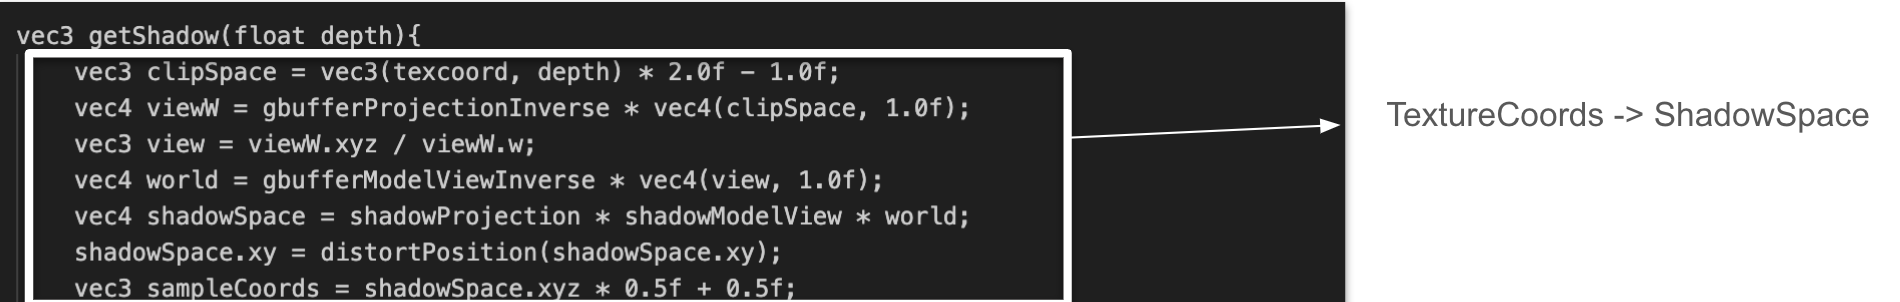 vec3 getShadow(float depth){
vec3 clipSpace = vec3(texcoord, depth) * 2.0f - 1.0f;
vec4 viewW = gbufferProjectionInverse * vec4(clipSpace, 1.0f);
vec3 view = viewW.xyz / viewW.w;
vec4 world = gbufferModelViewInverse * vec4(view, 1.0f);
vec4 shadowSpace = shadowProjection * shadowModelView * world;
shadowSpace.xy = distortPosition(shadowSpace.xy);
vec3 sampleCoords = shadowSpace.xyz * 0.5f + 0.5f;
TextureCoords -> ShadowSpace